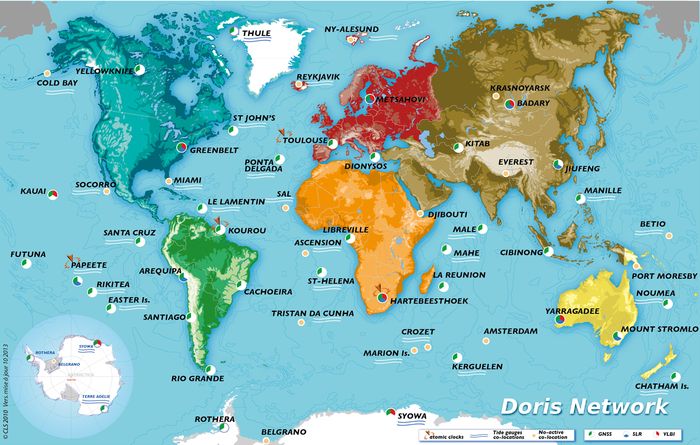 NY-ALESUND
THULE
REYKJAVIK
COLD BAY
YELLOWKNIFE
KRASNOYARSK
METSAHOVI
BADARY
ST JOHN'S
TOULOUSE
GREENBELT
KITAB
PONTA
DELGADA
DIONYSOS
EVEREST
JIUFENG
SOCORRO
MIAMI
KAUAI
SAL
MANILLE
LE LAMENTIN
DJIBOUTI
SANTA CRUZ
KOUROU
LIBREVILLE
MALE
BETIO
ASCENSION
CIBINONG
FUTUNA
PAPEETE
AREQUIPA
MAHE
PORT MORESBY
RIKITEA
CACHOEIRA
ST-HELENA
LA REUNION
NOUMEA
EASTER Is.
HARTEBEESTHOEK
SANTIAGO
TRISTAN DA CUNHA
YARRAGADEE
MOUNT STROMLO
CROZET
AMSTERDAM
MARION Is.
KERGUELEN
RIO GRANDE
CHATHAM Is.
SYOWA
ROTHERA
BELGRANO
TERRE ADELIE
ROTHERA
SYOWA
BELGRANO
Doris Network
atomic clocks
Tide gauges
co-locations
No-active
co-location
GNSS
SLR
VLBI
© CLS 2010 Vers. mise à jour 10 2013